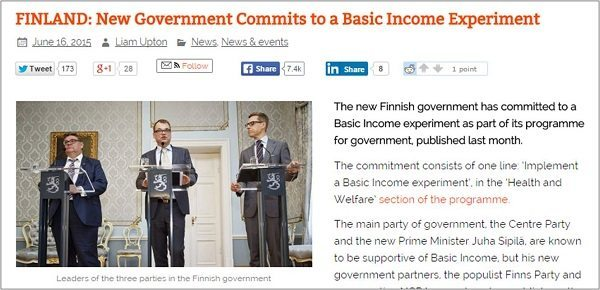 FINLAND: New Government Commits to a Basic Income Experiment
June 16, 2015 Liam Upton News, News & events
Tweet 173 g+1 28 Follow Share 7.4k in Share 8 1 point
The new Finnish government has committed to a
Basic Income experiment as part of its programme
for government, published last month.
The commitment consists of one line: 'Implement
a Basic Income experiment', in the 'Health and
Welfare' section of the programme.
The main party of government, the Centre Party
and the new Prime Minister Juha Sipilä, are known
to be supportive of Basic Income, but his new
government partners, the populist Finns Party and
Leaders of the three parties in the Finnish government